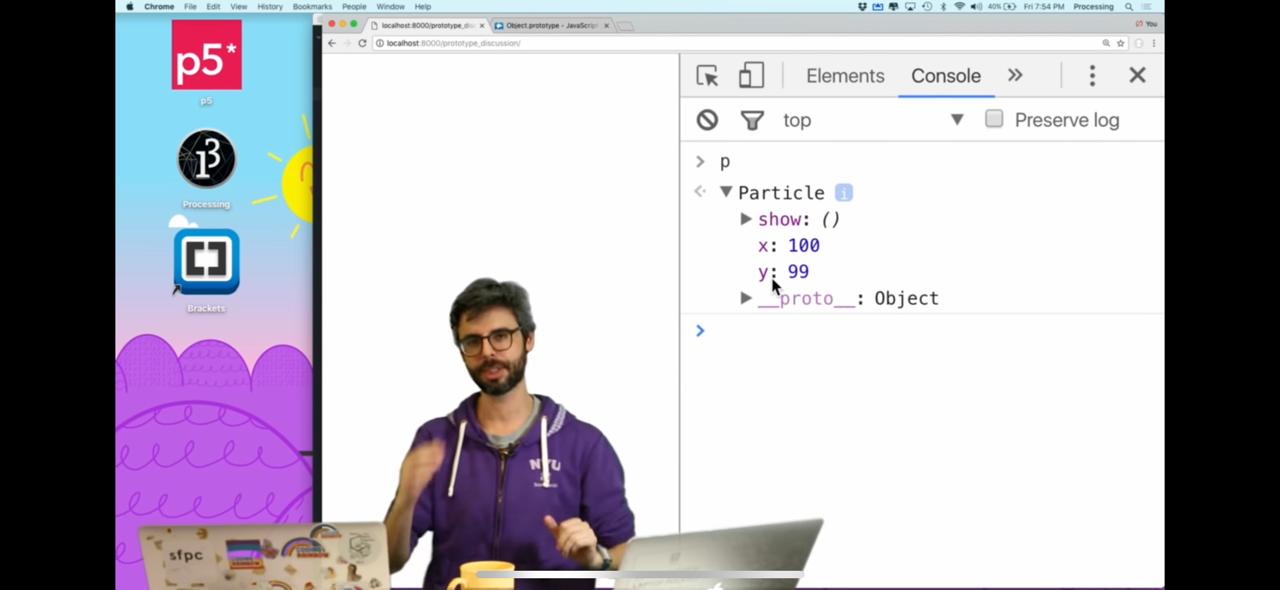 Chrome File Edit View History Bookmarks People Window Help 40% Fri 7:54 PM Processing
localhost:8000/prototype_dis × Object.prototype - JavaScript × You
localhost:8000/prototype_discussion/
p5*
p5
Processing
Brackets
Elements Console »
top Preserve log
> p
Particle i
show: ()
x: 100
y: 99
__proto__: Object
>
NYU
sfpc